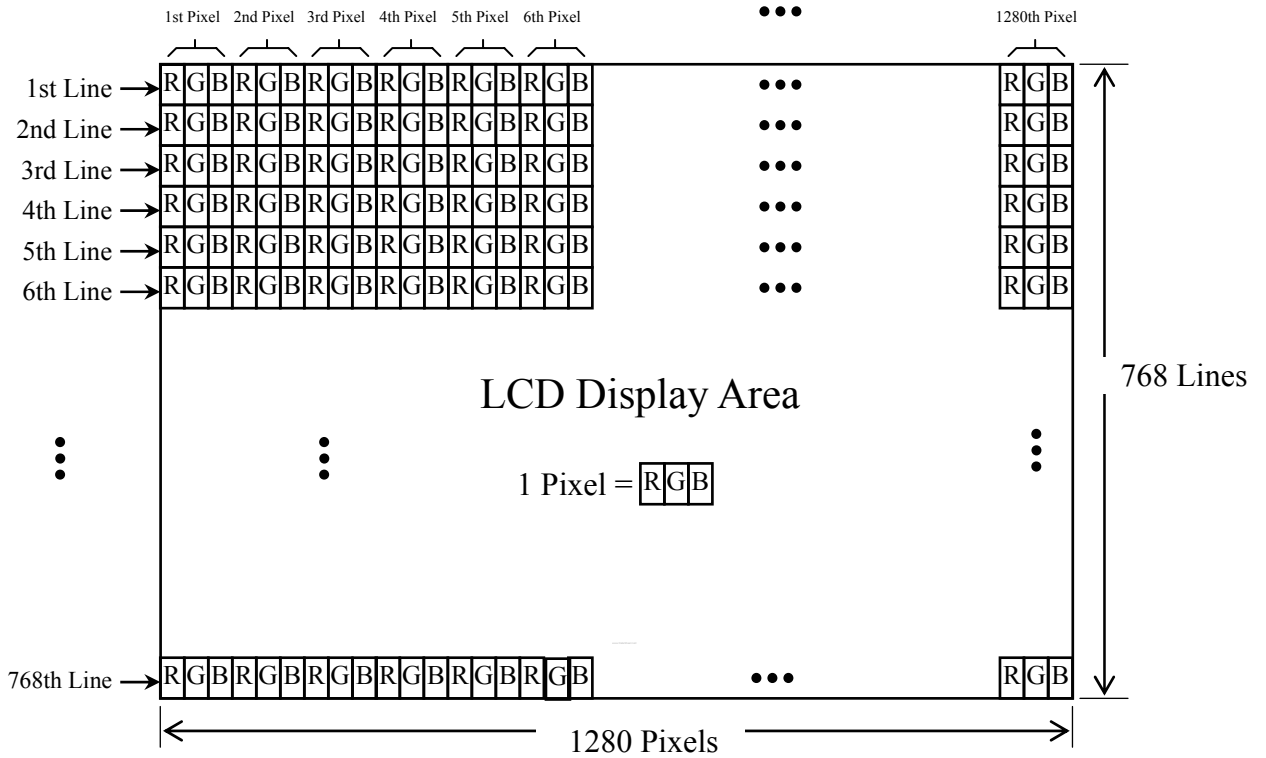 1st Pixel 2nd Pixel 3rd Pixel 4th Pixel 5th Pixel 6th Pixel ••• 1280th Pixel
1st Line RGBRGBRGBRGBRGBRGB ••• RGB
2nd Line RGBRGBRGBRGBRGBRGB ••• RGB
3rd Line RGBRGBRGBRGBRGBRGB ••• RGB
4th Line RGBRGBRGBRGBRGBRGB ••• RGB
5th Line RGBRGBRGBRGBRGBRGB ••• RGB
6th Line RGBRGBRGBRGBRGBRGB ••• RGB
768 Lines
LCD Display Area
1 Pixel = RGB
768th Line RGBRGBRGBRGBRGBRGB ••• RGB
1280 Pixels